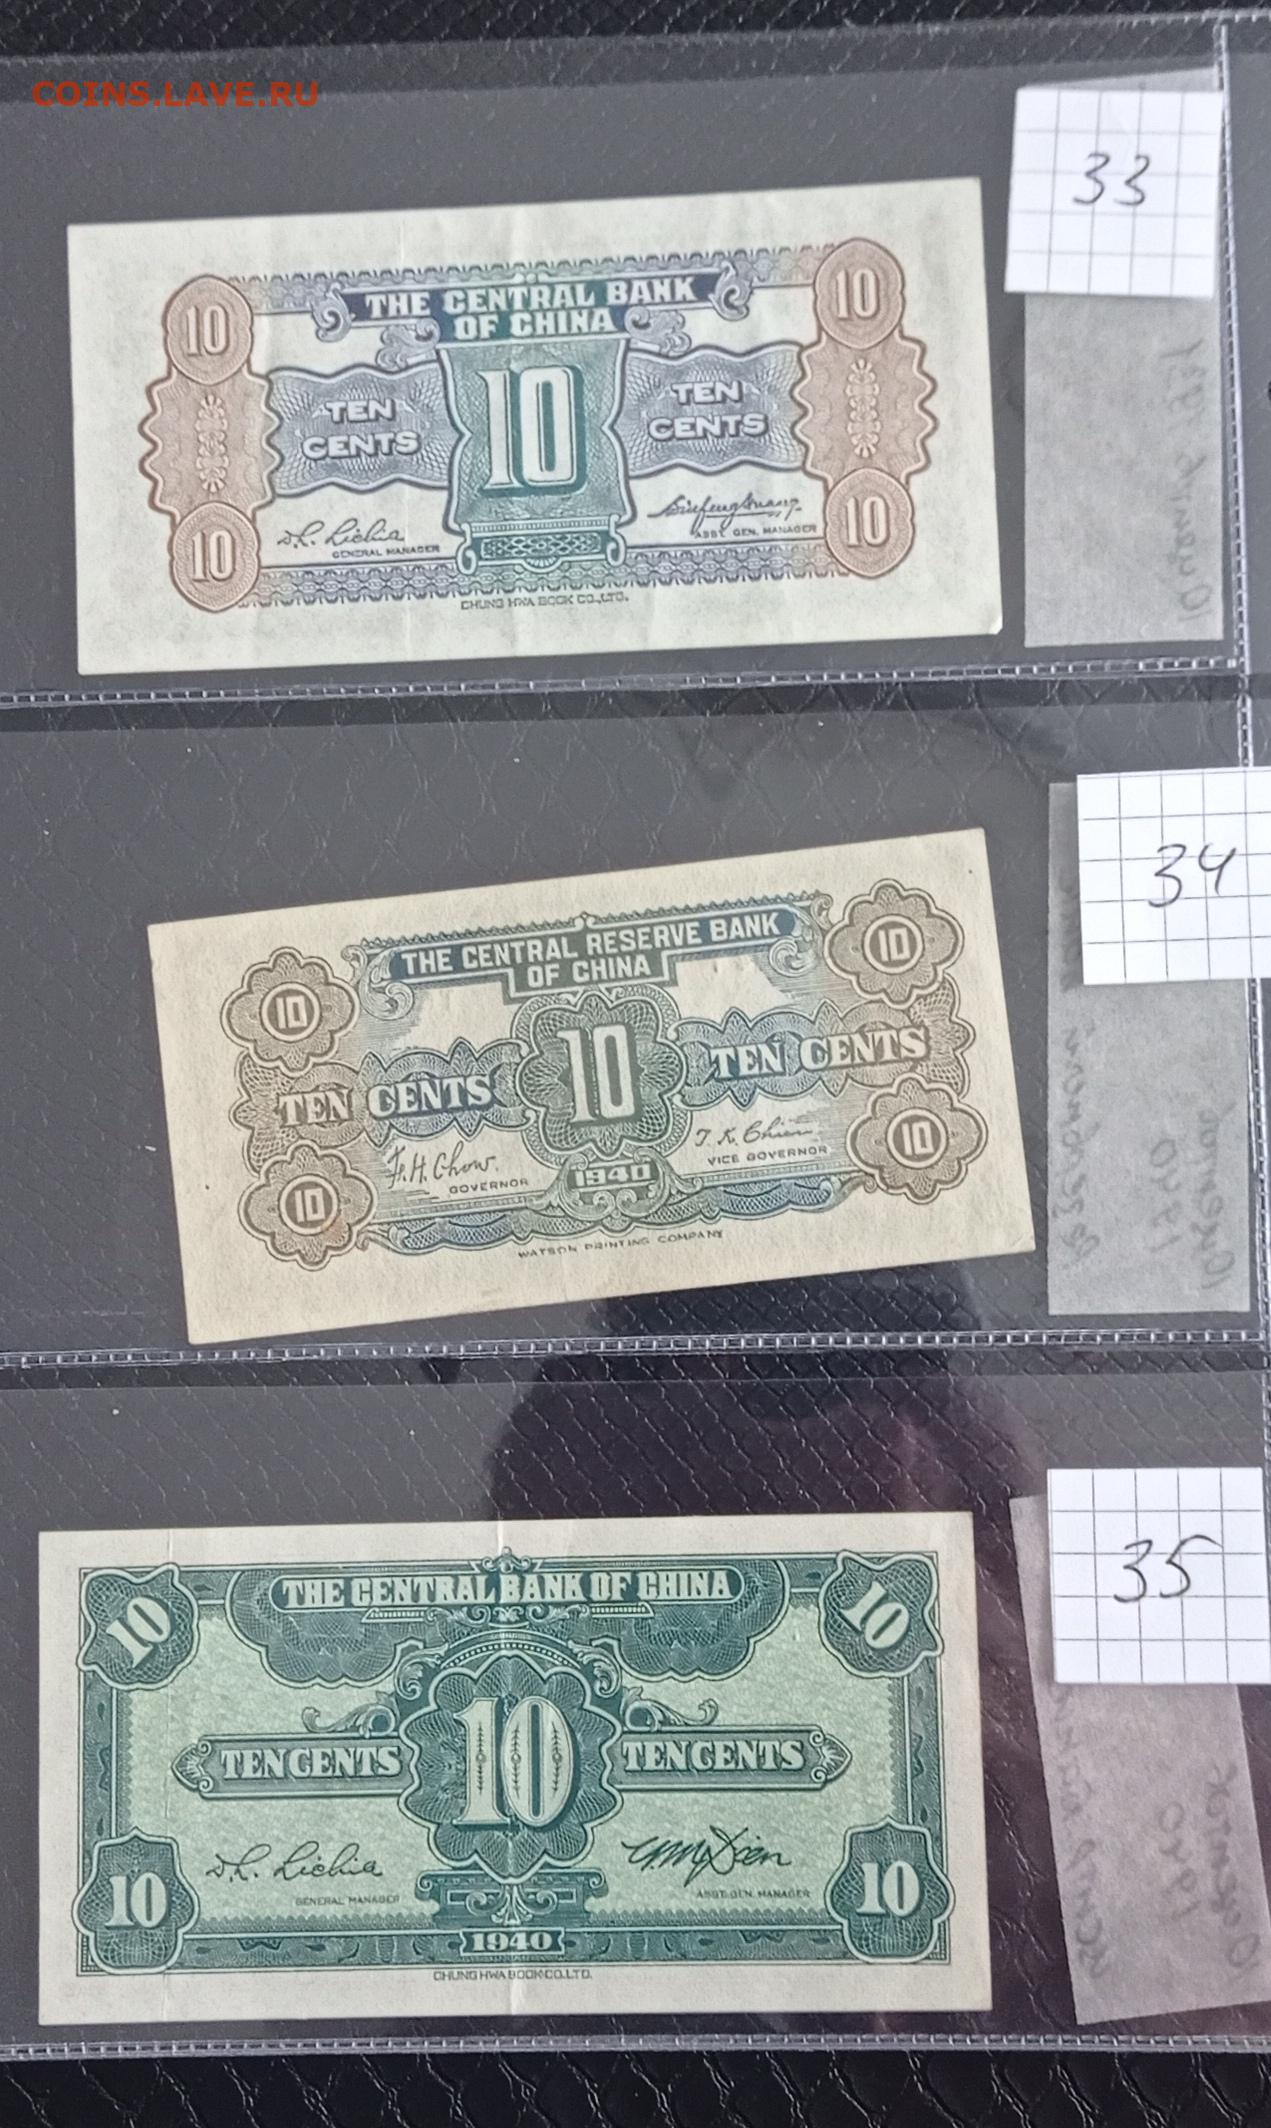 COINS.LAVE.RU
33
10
10
THE CENTRAL BANK
OF CHINA
TEN
CENTS
10
TEN
CENTS
10
10
GENERAL MANAGER
ASST. GEN. MANAGER
CHUNG HWA BOOK CO., LTD.
34
10
10
THE CENTRAL RESERVE BANK
OF CHINA
TEN CENTS
10
TEN CENTS
F. H. Chow.
GOVERNOR
T. K. Chien
VICE GOVERNOR
10
10
1940
WATSON PRINTING COMPANY
1940
35
10
10
THE CENTRAL BANK OF CHINA
TEN CENTS
10
TEN CENTS
GENERAL MANAGER
ASST. GEN. MANAGER
10
10
1940
CHUNG HWA BOOK CO. LTD.
1940